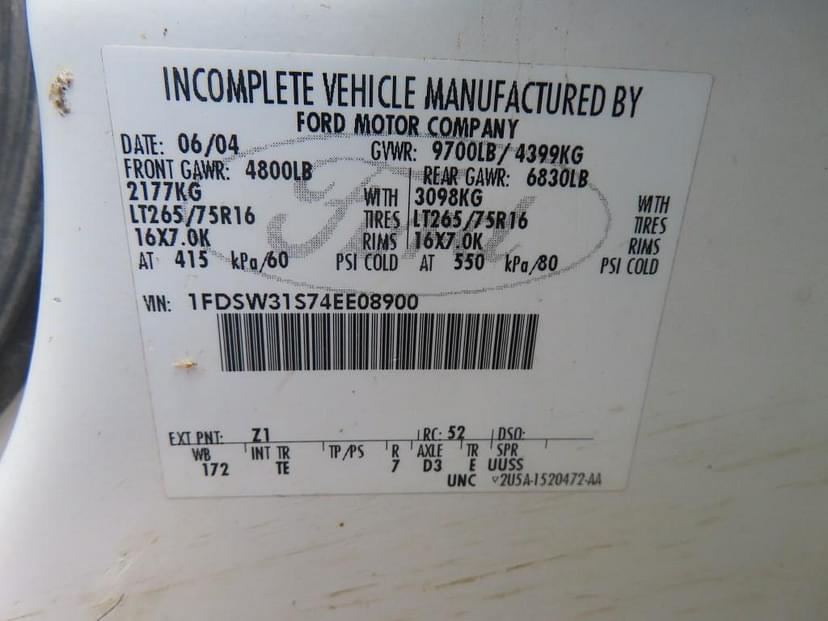 INCOMPLETE VEHICLE MANUFACTURED BY
FORD MOTOR COMPANY
DATE: 06/04 GVWR: 9700LB/ 4399KG
FRONT GAWR: 4800LB REAR GAWR: 6830LB
2177KG WITH 3098KG WITH
LT265/75R16 TIRES LT265/75R16 TIRES
16X7.0K RIMS 16X7.0K RIMS
AT 415 kPa/60 PSI COLD AT 550 kPa/80 PSI COLD
VIN: 1FDSW31S74EE08900
EXT PNT: Z1 RC: 52 DSO:
WB INT TR TP/PS R AXLE TR SPR
172 TE 7 D3 E UUSS
UNC ▽2U5A-1520472-AA
Ford